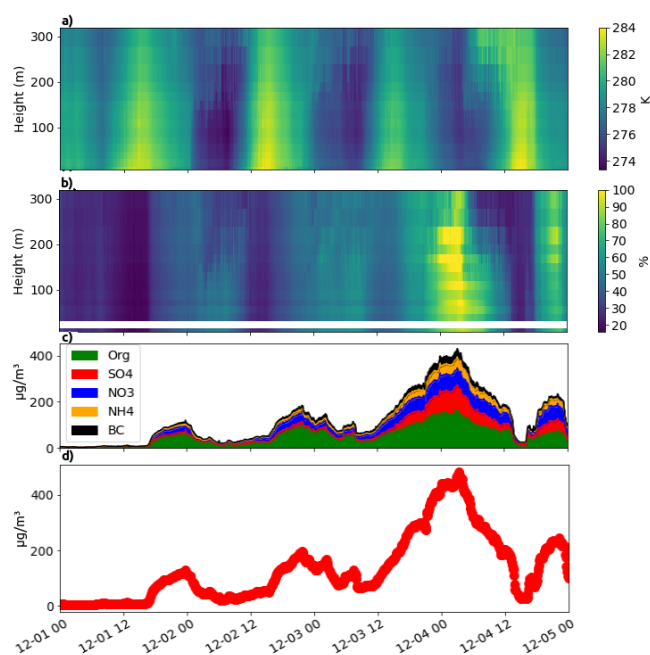 a)
300
200
100
Height (m)
284
282
280
278
276
274
K
b)
300
200
100
Height (m)
100
90
80
70
60
50
40
30
20
%
c)
400
200
0
µg/m³
Org
SO4
NO3
NH4
BC
d)
400
200
0
µg/m³
12-01 00
12-01 12
12-02 00
12-02 12
12-03 00
12-03 12
12-04 00
12-04 12
12-05 00